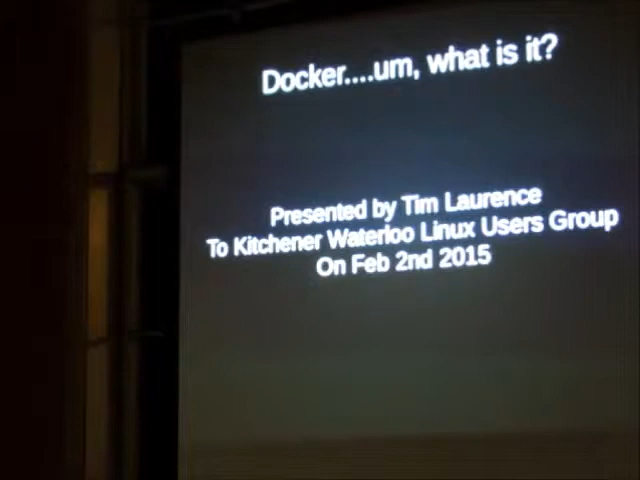 Docker....um, what is it?
Presented by Tim Laurence
To Kitchener Waterloo Linux Users Group
On Feb 2nd 2015